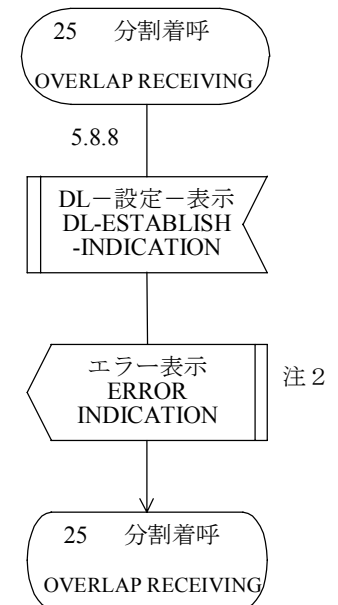 25 分割着呼
OVERLAP RECEIVING
5.8.8
DL－設定－表示
DL-ESTABLISH
-INDICATION
エラー表示
ERROR
INDICATION
注２
25 分割着呼
OVERLAP RECEIVING